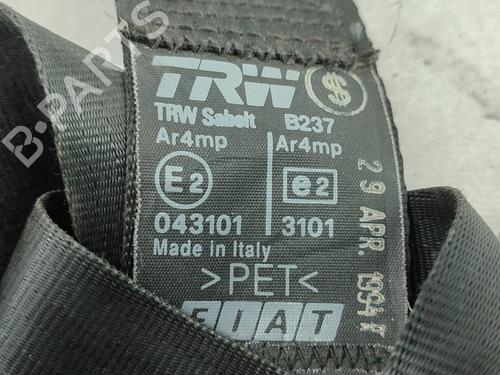 TRW
TRW Sabelt B237
Ar4mp Ar4mp
E2 e2
043101 3101
Made in Italy
>PET<
FIAT
29 APR. 1994 F
B-PARTS